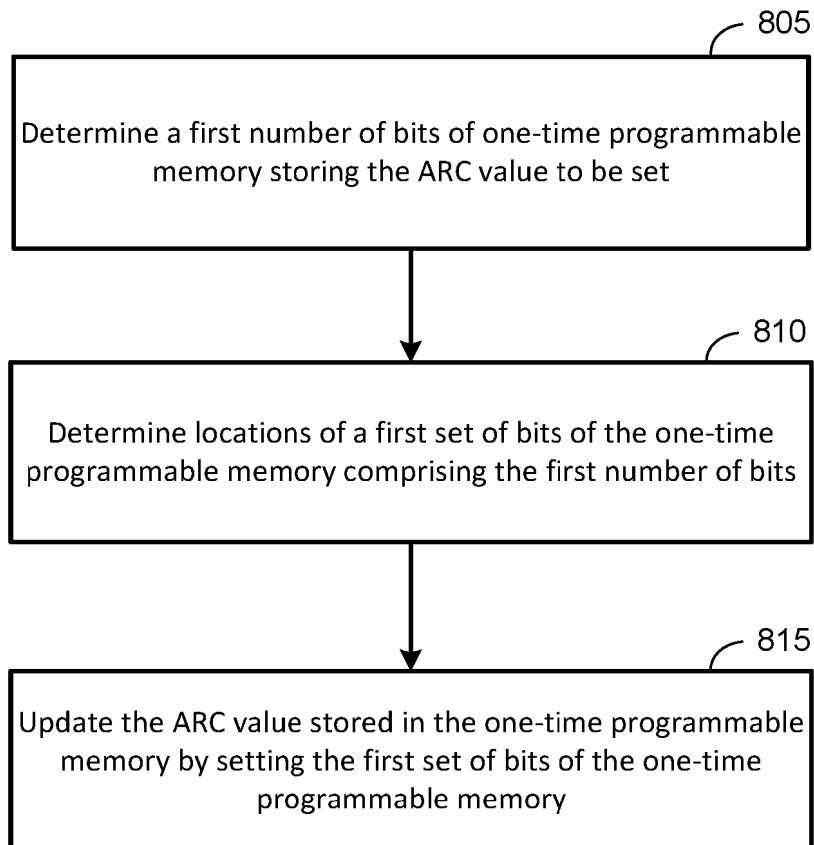 805
Determine a first number of bits of one-time programmable
memory storing the ARC value to be set
810
Determine locations of a first set of bits of the one-time
programmable memory comprising the first number of bits
815
Update the ARC value stored in the one-time programmable
memory by setting the first set of bits of the one-time
programmable memory